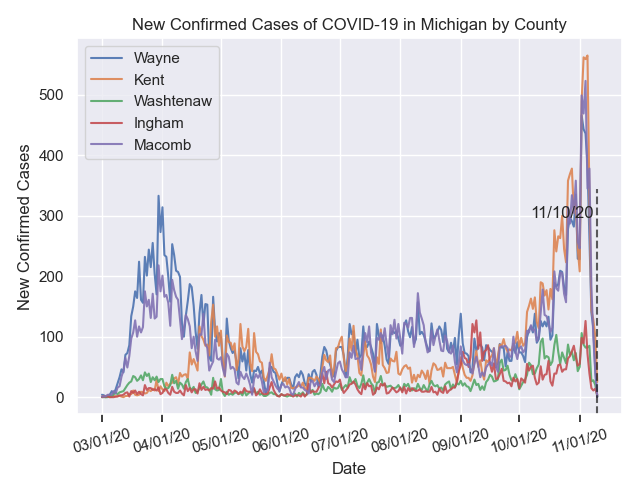 New Confirmed Cases of COVID-19 in Michigan by County
Wayne
Kent
Washtenaw
Ingham
Macomb
New Confirmed Cases
500
400
300
200
100
0
11/10/20
03/01/20
04/01/20
05/01/20
06/01/20
07/01/20
08/01/20
09/01/20
10/01/20
11/01/20
Date